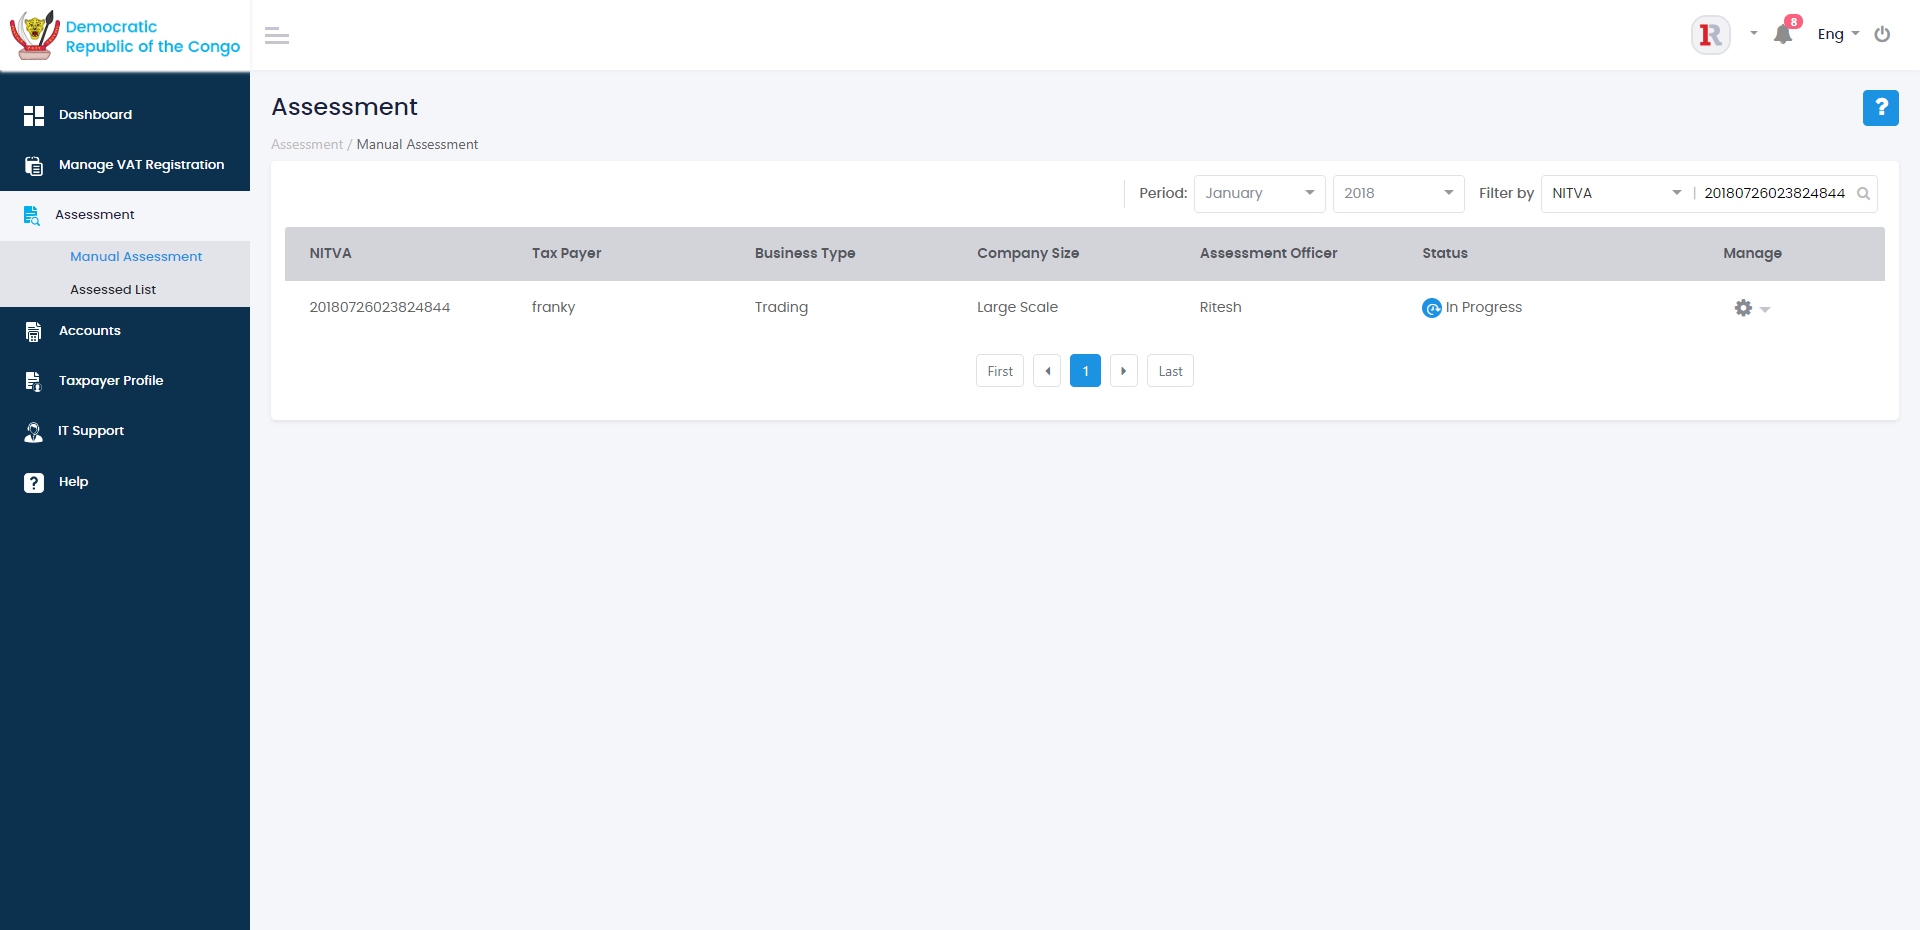 Democratic
Republic of the Congo
1R
8
Eng
Dashboard
Manage VAT Registration
Assessment
Manual Assessment
Assessed List
Accounts
Taxpayer Profile
IT Support
? Help
Assessment
?
Assessment / Manual Assessment
Period: January 2018 Filter by NITVA | 20180726023824844
NITVA Tax Payer Business Type Company Size Assessment Officer Status Manage
20180726023824844 franky Trading Large Scale Ritesh In Progress
First 1 Last